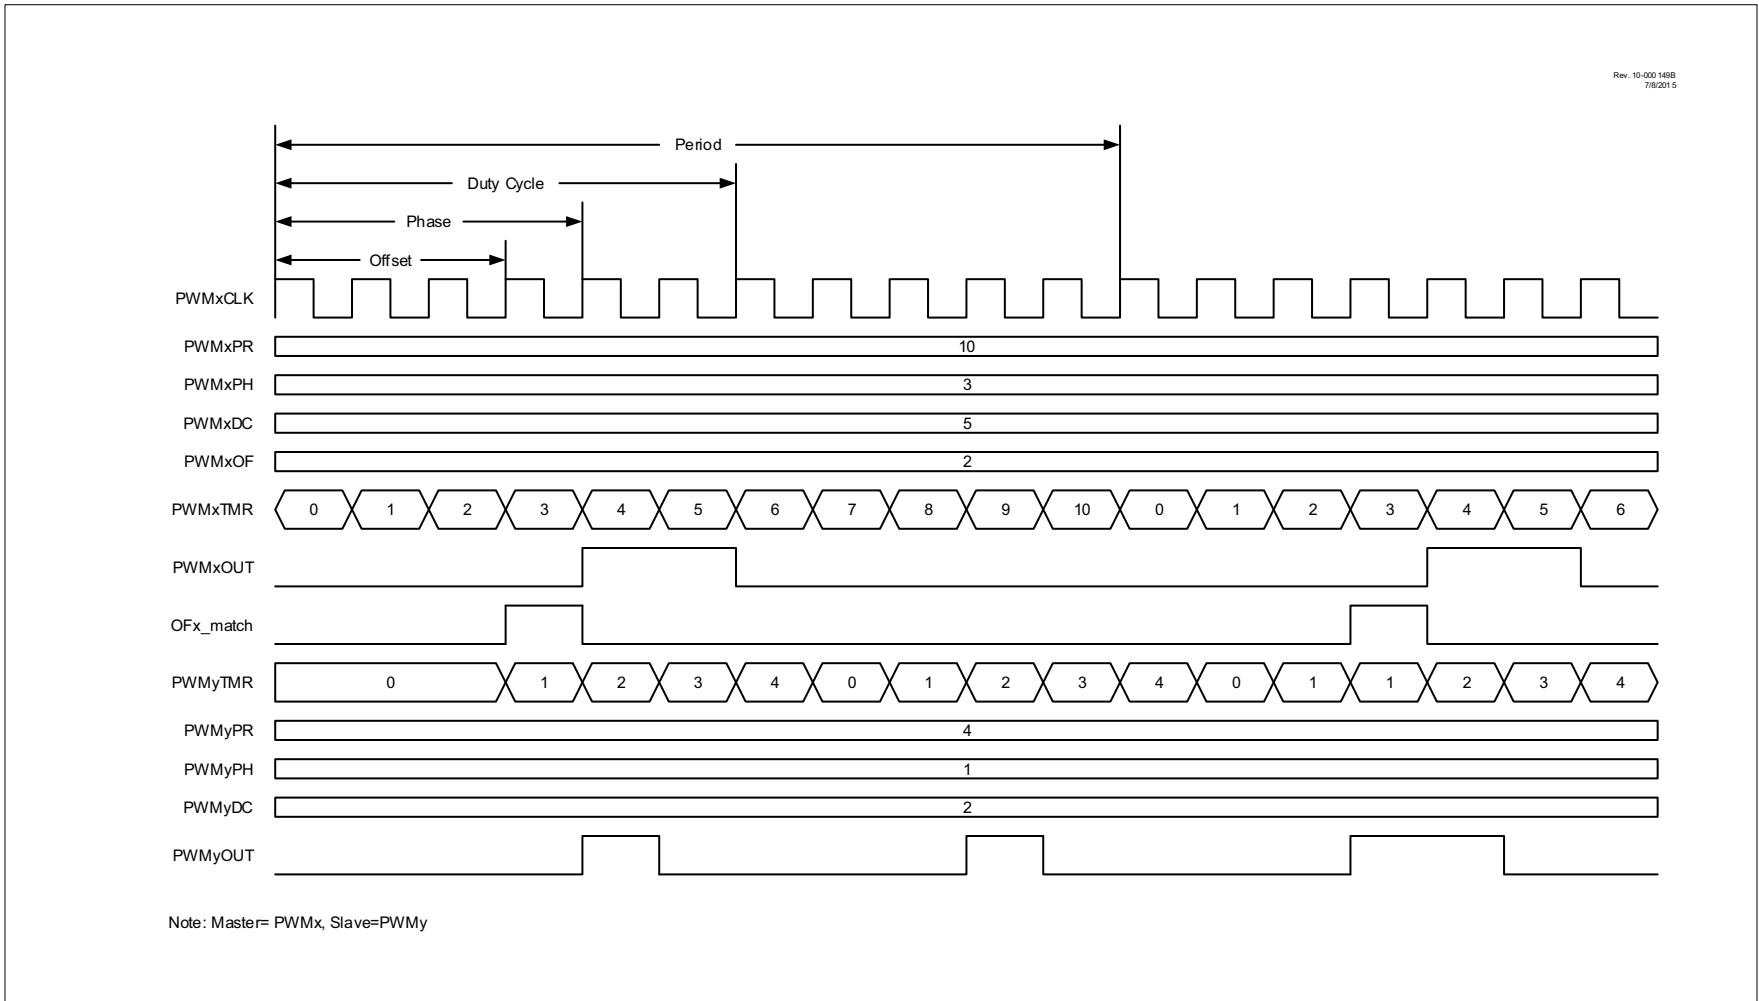 Rev. 10-000 149B
7/8/201 5
Period
Duty Cycle
Phase
Offset
PWMxCLK
PWMxPR 10
PWMxPH 3
PWMxDC 5
PWMxOF 2
PWMxTMR 0 1 2 3 4 5 6 7 8 9 10 0 1 2 3 4 5 6
PWMxOUT
OFx_match
PWMyTMR 0 1 2 3 4 0 1 2 3 4 0 1 1 2 3 4
PWMyPR 4
PWMyPH 1
PWMyDC 2
PWMyOUT
Note: Master= PWMx, Slave=PWMy